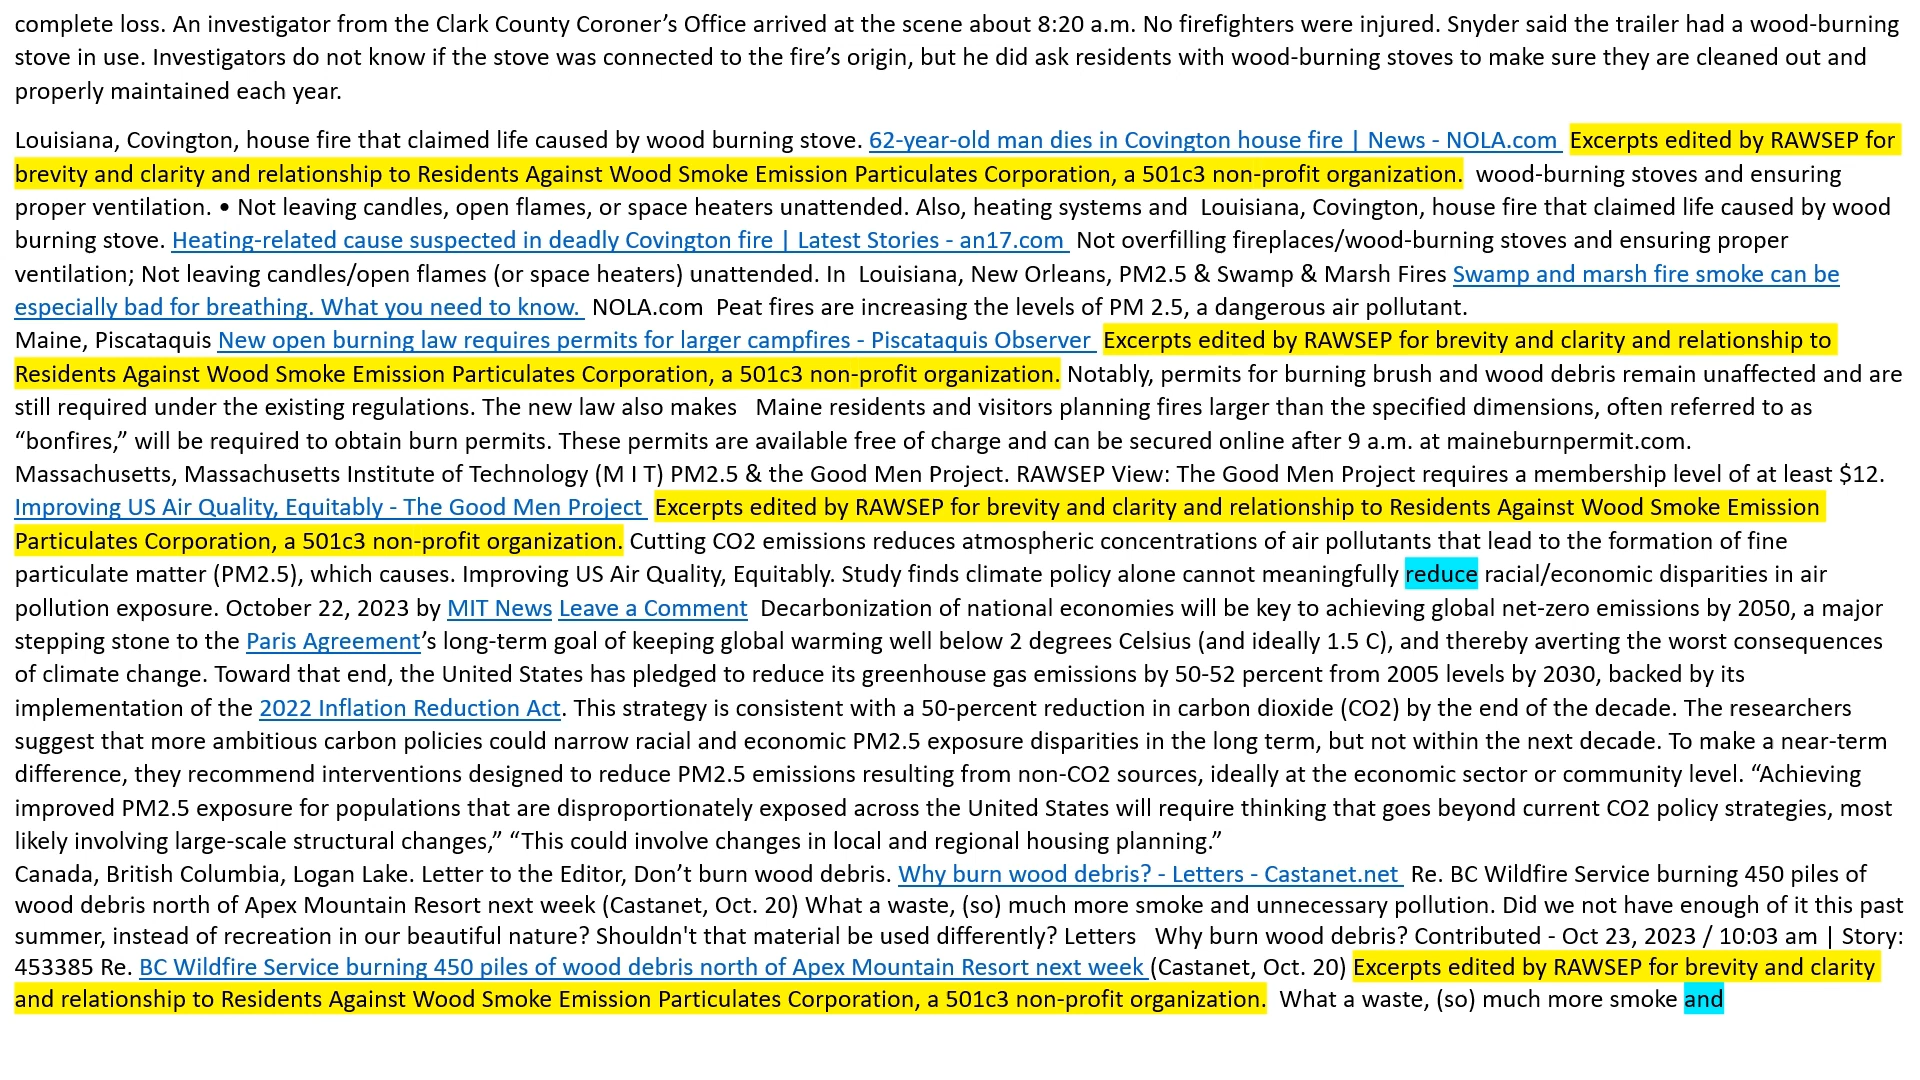 complete loss. An investigator from the Clark County Coroner’s Office arrived at the scene about 8:20 a.m. No firefighters were injured. Snyder said the trailer had a wood-burning
stove in use. Investigators do not know if the stove was connected to the fire’s origin, but he did ask residents with wood-burning stoves to make sure they are cleaned out and
properly maintained each year.
Louisiana, Covington, house fire that claimed life caused by wood burning stove. 62-year-old man dies in Covington house fire | News - NOLA.com Excerpts edited by RAWSEP for
brevity and clarity and relationship to Residents Against Wood Smoke Emission Particulates Corporation, a 501c3 non-profit organization. wood-burning stoves and ensuring
proper ventilation. • Not leaving candles, open flames, or space heaters unattended. Also, heating systems and Louisiana, Covington, house fire that claimed life caused by wood
burning stove. Heating-related cause suspected in deadly Covington fire | Latest Stories - an17.com Not overfilling fireplaces/wood-burning stoves and ensuring proper
ventilation; Not leaving candles/open flames (or space heaters) unattended. In Louisiana, New Orleans, PM2.5 & Swamp & Marsh Fires Swamp and marsh fire smoke can be
especially bad for breathing. What you need to know. NOLA.com Peat fires are increasing the levels of PM 2.5, a dangerous air pollutant.
Maine, Piscataquis New open burning law requires permits for larger campfires - Piscataquis Observer Excerpts edited by RAWSEP for brevity and clarity and relationship to
Residents Against Wood Smoke Emission Particulates Corporation, a 501c3 non-profit organization. Notably, permits for burning brush and wood debris remain unaffected and are
still required under the existing regulations. The new law also makes Maine residents and visitors planning fires larger than the specified dimensions, often referred to as
“bonfires,” will be required to obtain burn permits. These permits are available free of charge and can be secured online after 9 a.m. at maineburnpermit.com.
Massachusetts, Massachusetts Institute of Technology (M I T) PM2.5 & the Good Men Project. RAWSEP View: The Good Men Project requires a membership level of at least $12.
Improving US Air Quality, Equitably - The Good Men Project Excerpts edited by RAWSEP for brevity and clarity and relationship to Residents Against Wood Smoke Emission
Particulates Corporation, a 501c3 non-profit organization. Cutting CO2 emissions reduces atmospheric concentrations of air pollutants that lead to the formation of fine
particulate matter (PM2.5), which causes. Improving US Air Quality, Equitably. Study finds climate policy alone cannot meaningfully reduce racial/economic disparities in air
pollution exposure. October 22, 2023 by MIT News Leave a Comment Decarbonization of national economies will be key to achieving global net-zero emissions by 2050, a major
stepping stone to the Paris Agreement’s long-term goal of keeping global warming well below 2 degrees Celsius (and ideally 1.5 C), and thereby averting the worst consequences
of climate change. Toward that end, the United States has pledged to reduce its greenhouse gas emissions by 50-52 percent from 2005 levels by 2030, backed by its
implementation of the 2022 Inflation Reduction Act. This strategy is consistent with a 50-percent reduction in carbon dioxide (CO2) by the end of the decade. The researchers
suggest that more ambitious carbon policies could narrow racial and economic PM2.5 exposure disparities in the long term, but not within the next decade. To make a near-term
difference, they recommend interventions designed to reduce PM2.5 emissions resulting from non-CO2 sources, ideally at the economic sector or community level. “Achieving
improved PM2.5 exposure for populations that are disproportionately exposed across the United States will require thinking that goes beyond current CO2 policy strategies, most
likely involving large-scale structural changes,” “This could involve changes in local and regional housing planning.”
Canada, British Columbia, Logan Lake. Letter to the Editor, Don’t burn wood debris. Why burn wood debris? - Letters - Castanet.net Re. BC Wildfire Service burning 450 piles of
wood debris north of Apex Mountain Resort next week (Castanet, Oct. 20) What a waste, (so) much more smoke and unnecessary pollution. Did we not have enough of it this past
summer, instead of recreation in our beautiful nature? Shouldn't that material be used differently? Letters Why burn wood debris? Contributed - Oct 23, 2023 / 10:03 am | Story:
453385 Re. BC Wildfire Service burning 450 piles of wood debris north of Apex Mountain Resort next week (Castanet, Oct. 20) Excerpts edited by RAWSEP for brevity and clarity
and relationship to Residents Against Wood Smoke Emission Particulates Corporation, a 501c3 non-profit organization. What a waste, (so) much more smoke and